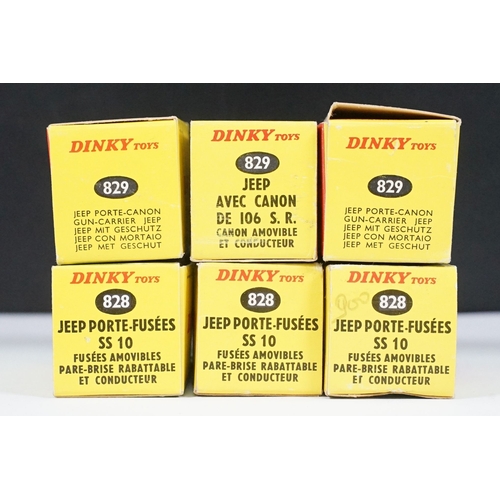 DINKY TOYS
829
JEEP PORTE-CANON
GUN-CARRIER JEEP
JEEP MIT GESCHUTZ
JEEP CON MORTAIO
JEEP MET GESCHUT
DINKY TOYS
829
JEEP
AVEC CANON
DE 106 S. R.
CANON AMOVIBLE
ET CONDUCTEUR
DINKY TOYS
829
JEEP PORTE-CANON
GUN-CARRIER JEEP
JEEP MIT GESCHUTZ
JEEP CON MORTAIO
JEEP MET GESCHUT
DINKY TOYS
828
JEEP PORTE-FUSÉES
SS 10
FUSÉES AMOVIBLES
PARE-BRISE RABATTABLE
ET CONDUCTEUR
DINKY TOYS
828
JEEP PORTE-FUSÉES
SS 10
FUSÉES AMOVIBLES
PARE-BRISE RABATTABLE
ET CONDUCTEUR
DINKY TOYS
828
JEEP PORTE-FUSÉES
SS 10
FUSÉES AMOVIBLES
PARE-BRISE RABATTABLE
ET CONDUCTEUR